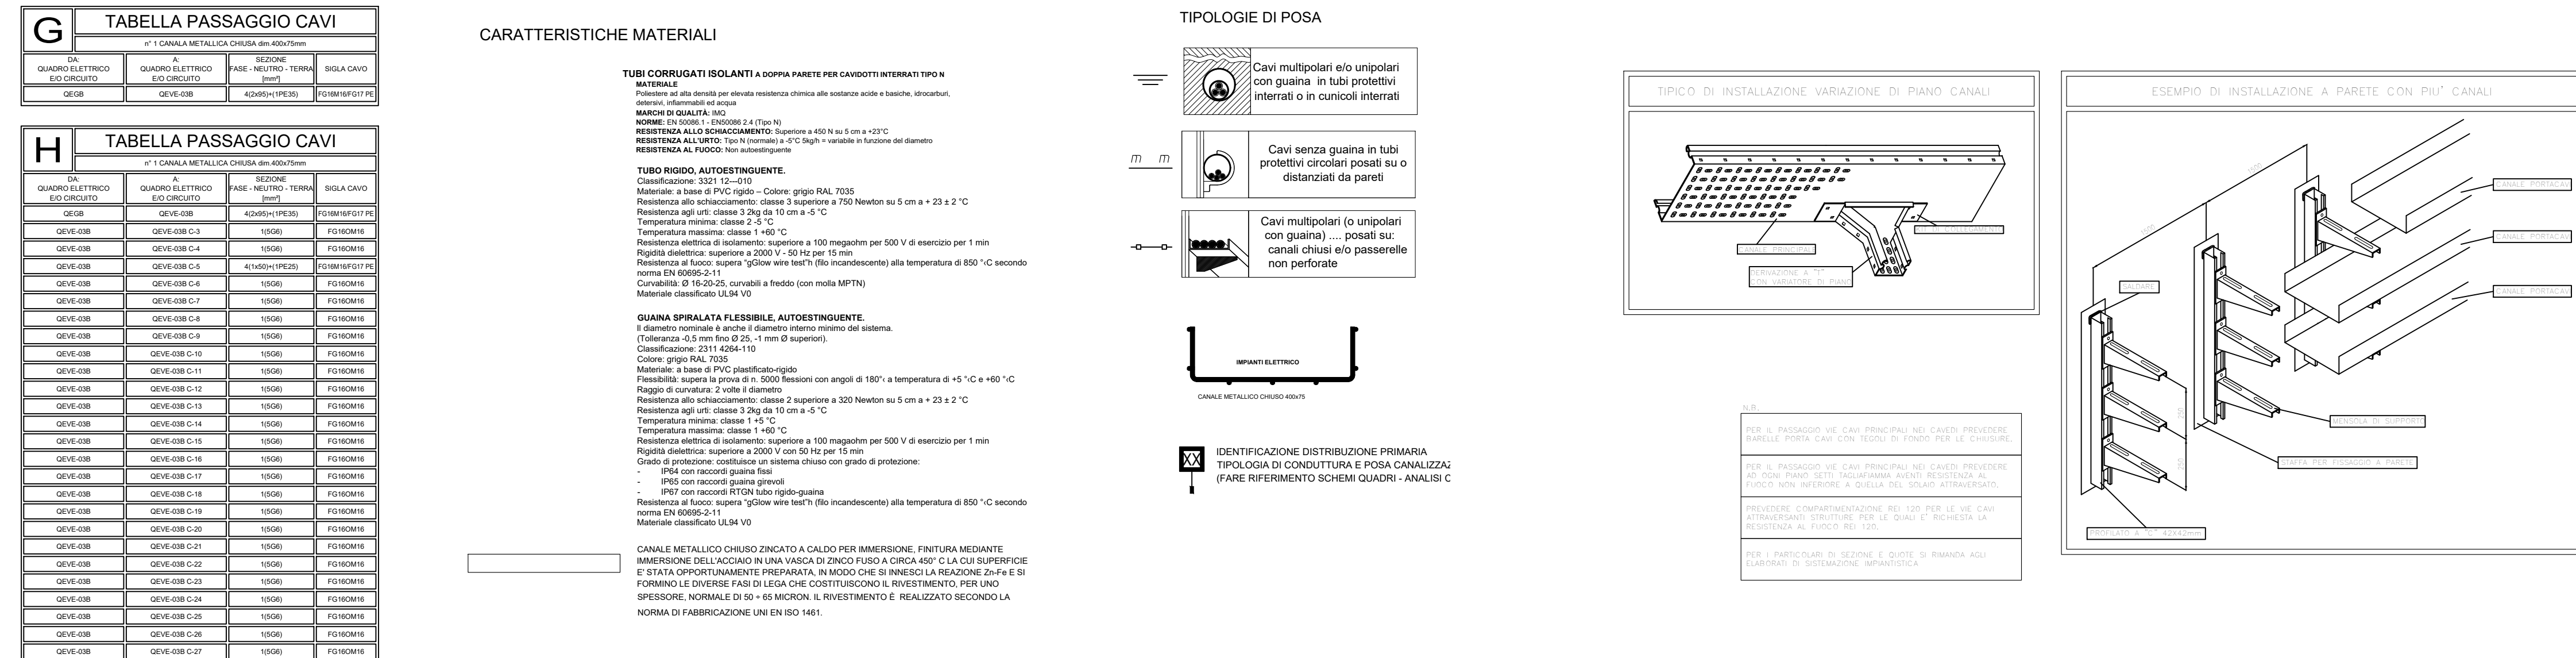 G
TABELLA PASSAGGIO CAVI
n° 1 CANALA METALLICA CHIUSA dim.400x75mm
DA: QUADRO ELETTRICO E/O CIRCUITO | A: QUADRO ELETTRICO E/O CIRCUITO | SEZIONE FASE - NEUTRO - TERRA [mm²] | SIGLA CAVO
QEGB QEVE-03B 4(2x95)+(1PE35) FG16M16/FG17 PE
H
TABELLA PASSAGGIO CAVI
n° 1 CANALA METALLICA CHIUSA dim.400x75mm
DA: QUADRO ELETTRICO E/O CIRCUITO | A: QUADRO ELETTRICO E/O CIRCUITO | SEZIONE FASE - NEUTRO - TERRA [mm²] | SIGLA CAVO
QEGB QEVE-03B 4(2x95)+(1PE35) FG16M16/FG17 PE
QEVE-03B QEVE-03B C-3 1(5G6) FG16OM16
QEVE-03B QEVE-03B C-4 1(5G6) FG16OM16
QEVE-03B QEVE-03B C-5 4(1x50)+(1PE25) FG16M16/FG17 PE
QEVE-03B QEVE-03B C-6 1(5G6) FG16OM16
QEVE-03B QEVE-03B C-7 1(5G6) FG16OM16
QEVE-03B QEVE-03B C-8 1(5G6) FG16OM16
QEVE-03B QEVE-03B C-9 1(5G6) FG16OM16
QEVE-03B QEVE-03B C-10 1(5G6) FG16OM16
QEVE-03B QEVE-03B C-11 1(5G6) FG16OM16
QEVE-03B QEVE-03B C-12 1(5G6) FG16OM16
QEVE-03B QEVE-03B C-13 1(5G6) FG16OM16
QEVE-03B QEVE-03B C-14 1(5G6) FG16OM16
QEVE-03B QEVE-03B C-15 1(5G6) FG16OM16
QEVE-03B QEVE-03B C-16 1(5G6) FG16OM16
QEVE-03B QEVE-03B C-17 1(5G6) FG16OM16
QEVE-03B QEVE-03B C-18 1(5G6) FG16OM16
QEVE-03B QEVE-03B C-19 1(5G6) FG16OM16
QEVE-03B QEVE-03B C-20 1(5G6) FG16OM16
QEVE-03B QEVE-03B C-21 1(5G6) FG16OM16
QEVE-03B QEVE-03B C-22 1(5G6) FG16OM16
QEVE-03B QEVE-03B C-23 1(5G6) FG16OM16
QEVE-03B QEVE-03B C-24 1(5G6) FG16OM16
QEVE-03B QEVE-03B C-25 1(5G6) FG16OM16
QEVE-03B QEVE-03B C-26 1(5G6) FG16OM16
QEVE-03B QEVE-03B C-27 1(5G6) FG16OM16
CARATTERISTICHE MATERIALI
TUBI CORRUGATI ISOLANTI A DOPPIA PARETE PER CAVIDOTTI INTERRATI TIPO N
MATERIALE
Poliestere ad alta densità per elevata resistenza chimica alle sostanze acide e basiche, idrocarburi,
detersivi, infiammabili ed acqua
MARCHI DI QUALITÀ: IMQ
NORME: EN 50086.1 - EN50086 2.4 (Tipo N)
RESISTENZA ALLO SCHIACCIAMENTO: Superiore a 450 N su 5 cm a +23°C
RESISTENZA ALL'URTO: Tipo N (normale) a -5°C 5kg/h = variabile in funzione del diametro
RESISTENZA AL FUOCO: Non autoestinguente
TUBO RIGIDO, AUTOESTINGUENTE.
Classificazione: 3321 12---010
Materiale: a base di PVC rigido – Colore: grigio RAL 7035
Resistenza allo schiacciamento: classe 3 superiore a 750 Newton su 5 cm a + 23 ± 2 °C
Resistenza agli urti: classe 3 2kg da 10 cm a -5 °C
Temperatura minima: classe 2 -5 °C
Temperatura massima: classe 1 +60 °C
Resistenza elettrica di isolamento: superiore a 100 megaohm per 500 V di esercizio per 1 min
Rigidità dielettrica: superiore a 2000 V - 50 Hz per 15 min
Resistenza al fuoco: supera “gGlow wire test”h (filo incandescente) alla temperatura di 850 °‹C secondo
norma EN 60695-2-11
Curvabilità: Ø 16-20-25, curvabili a freddo (con molla MPTN)
Materiale classificato UL94 V0
GUAINA SPIRALATA FLESSIBILE, AUTOESTINGUENTE.
Il diametro nominale è anche il diametro interno minimo del sistema.
(Tolleranza -0,5 mm fino Ø 25, -1 mm Ø superiori).
Classificazione: 2311 4264-110
Colore: grigio RAL 7035
Materiale: a base di PVC plastificato-rigido
Flessibilità: supera la prova di n. 5000 flessioni con angoli di 180°‹ a temperatura di +5 °‹C e +60 °‹C
Raggio di curvatura: 2 volte il diametro
Resistenza allo schiacciamento: classe 2 superiore a 320 Newton su 5 cm a + 23 ± 2 °C
Resistenza agli urti: classe 3 2kg da 10 cm a -5 °C
Temperatura minima: classe 1 +5 °C
Temperatura massima: classe 1 +60 °C
Resistenza elettrica di isolamento: superiore a 100 megaohm per 500 V di esercizio per 1 min
Rigidità dielettrica: superiore a 2000 V con 50 Hz per 15 min
Grado di protezione: costituisce un sistema chiuso con grado di protezione:
- IP64 con raccordi guaina fissi
- IP65 con raccordi guaina girevoli
- IP67 con raccordi RTGN tubo rigido-guaina
Resistenza al fuoco: supera “gGlow wire test”h (filo incandescente) alla temperatura di 850 °‹C secondo
norma EN 60695-2-11
Materiale classificato UL94 V0
CANALE METALLICO CHIUSO ZINCATO A CALDO PER IMMERSIONE, FINITURA MEDIANTE
IMMERSIONE DELL'ACCIAIO IN UNA VASCA DI ZINCO FUSO A CIRCA 450° C LA CUI SUPERFICIE
E' STATA OPPORTUNAMENTE PREPARATA, IN MODO CHE SI INNESCI LA REAZIONE Zn-Fe E SI
FORMINO LE DIVERSE FASI DI LEGA CHE COSTITUISCONO IL RIVESTIMENTO, PER UNO
SPESSORE, NORMALE DI 50 ÷ 65 MICRON. IL RIVESTIMENTO È REALIZZATO SECONDO LA
NORMA DI FABBRICAZIONE UNI EN ISO 1461.
TIPOLOGIE DI POSA
Cavi multipolari e/o unipolari
con guaina in tubi protettivi
interrati o in cunicoli interrati
m m
Cavi senza guaina in tubi
protettivi circolari posati su o
distanziati da pareti
Cavi multipolari (o unipolari
con guaina) .... posati su:
canali chiusi e/o passerelle
non perforate
IMPIANTI ELETTRICO
CANALE METALLICO CHIUSO 400x75
XX
IDENTIFICAZIONE DISTRIBUZIONE PRIMARIA
TIPOLOGIA DI CONDUTTURA E POSA CANALIZZAZ
(FARE RIFERIMENTO SCHEMI QUADRI - ANALISI C
TIPICO DI INSTALLAZIONE VARIAZIONE DI PIANO CANALI
KIT DI COLLEGAMENTO
CANALE PRINCIPALE
DERIVAZIONE A "T"
CON VARIATORE DI PIANO
N.B.
PER IL PASSAGGIO VIE CAVI PRINCIPALI NEI CAVEDI PREVEDERE
BARELLE PORTA CAVI CON TEGOLI DI FONDO PER LE CHIUSURE.
PER IL PASSAGGIO VIE CAVI PRINCIPALI NEI CAVEDI PREVEDERE
AD OGNI PIANO SETTI TAGLIAFIAMMA AVENTI RESISTENZA AL
FUOCO NON INFERIORE A QUELLA DEL SOLAIO ATTRAVERSATO.
PREVEDERE COMPARTIMENTAZIONE REI 120 PER LE VIE CAVI
ATTRAVERSANTI STRUTTURE PER LE QUALI E' RICHIESTA LA
RESISTENZA AL FUOCO REI 120.
PER I PARTICOLARI DI SEZIONE E QUOTE SI RIMANDA AGLI
ELABORATI DI SISTEMAZIONE IMPIANTISTICA
ESEMPIO DI INSTALLAZIONE A PARETE CON PIU' CANALI
1500
1500
CANALE PORTACAVI
CANALE PORTACAVI
CANALE PORTACAVI
SALDARE
250
250
MENSOLA DI SUPPORTO
STAFFA PER FISSAGGIO A PARETE
PROFILATO A "C" 42X42mm